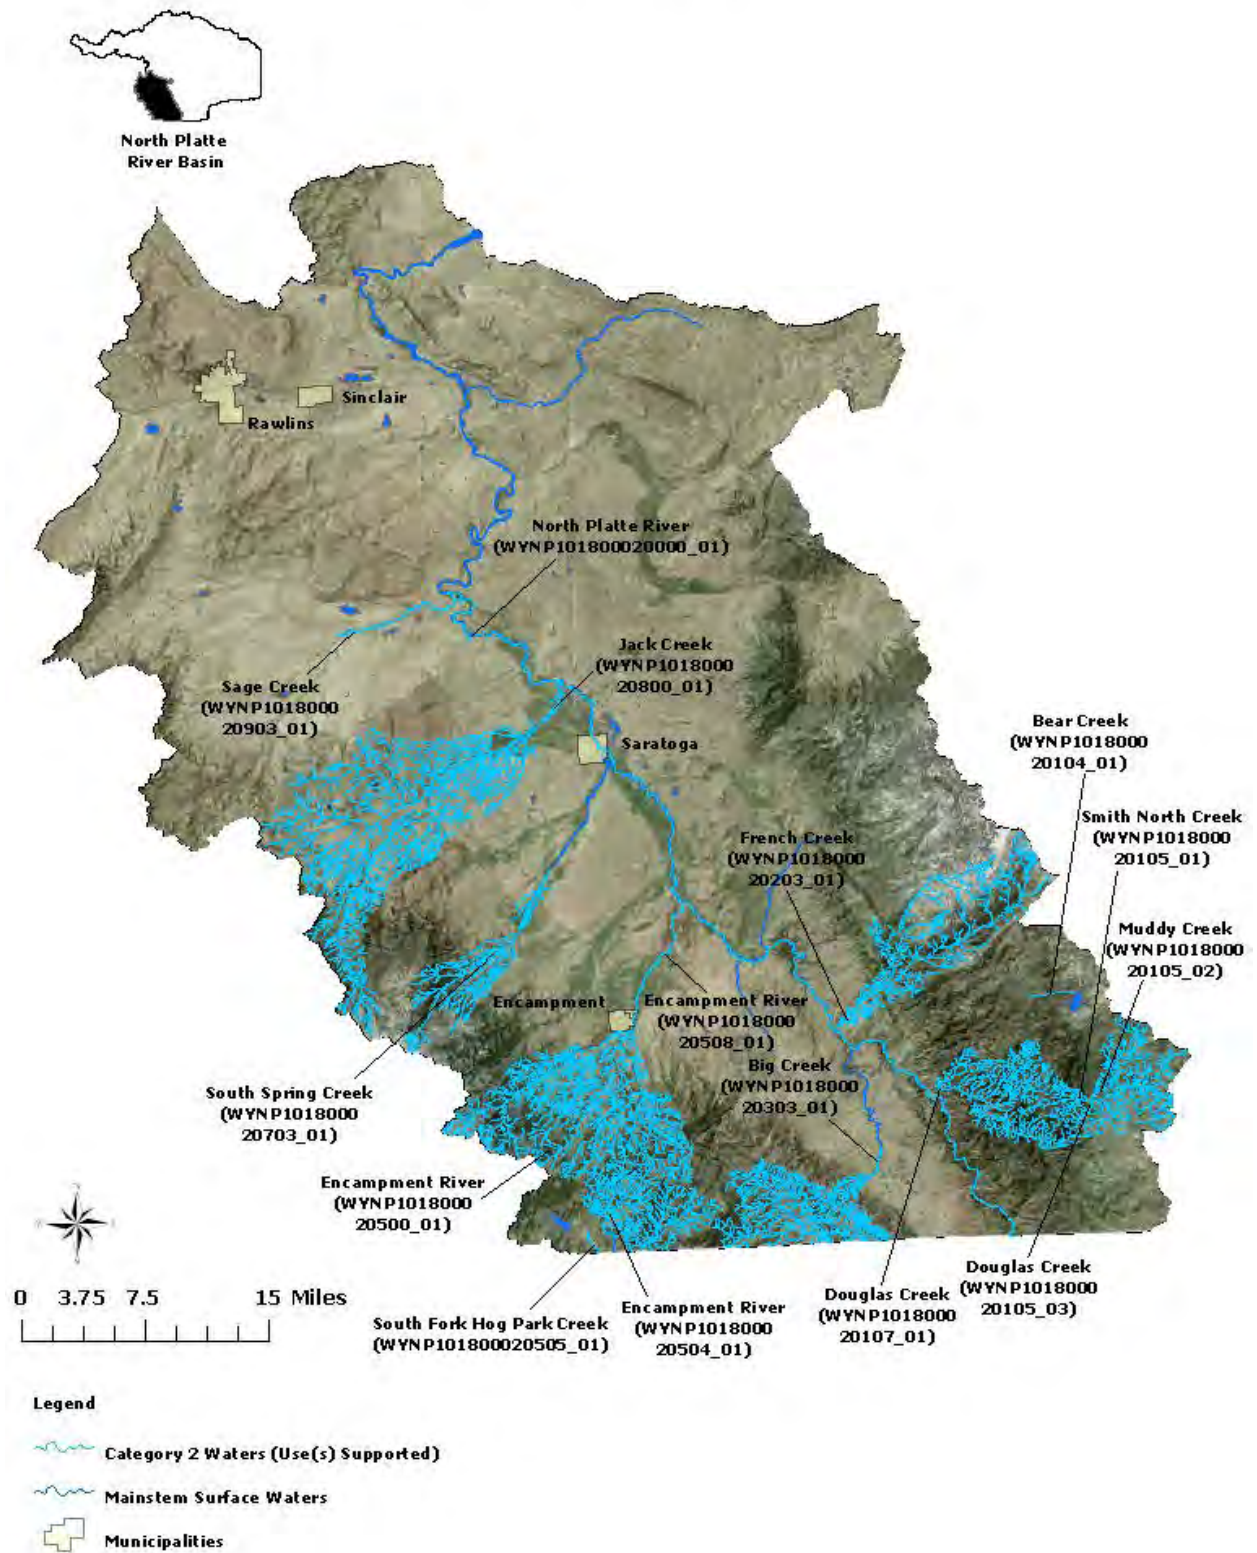 North Platte
River Basin
Sinclair
Rawlins
North Platte River
(WYNP101800020000_01)
Jack Creek
(WYNP1018000
20800_01)
Sage Creek
(WYNP1018000
20903_01)
Saratoga
Bear Creek
(WYNP1018000
20104_01)
Smith North Creek
(WYNP1018000
20105_01)
French Creek
(WYNP1018000
20203_01)
Muddy Creek
(WYNP1018000
20105_02)
Encampment
Encampment River
(WYNP1018000
20508_01)
Big Creek
(WYNP1018000
20303_01)
South Spring Creek
(WYNP1018000
20703_01)
Encampment River
(WYNP1018000
20500_01)
Douglas Creek
(WYNP1018000
20105_03)
Douglas Creek
(WYNP1018000
20107_01)
Encampment River
(WYNP1018000
20504_01)
South Fork Hog Park Creek
(WYNP101800020505_01)
0 3.75 7.5 15 Miles
Legend
Category 2 Waters (Use(s) Supported)
Mainstem Surface Waters
Municipalities